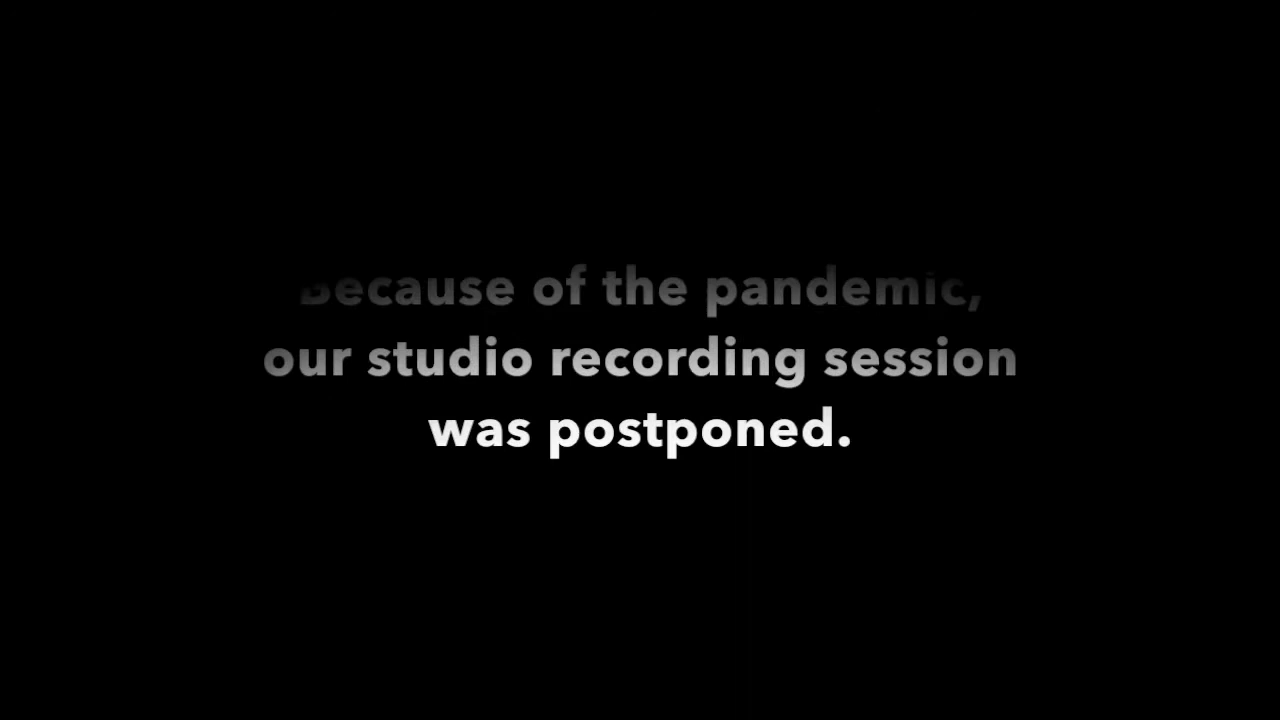 Because of the pandemic,
our studio recording session
was postponed.